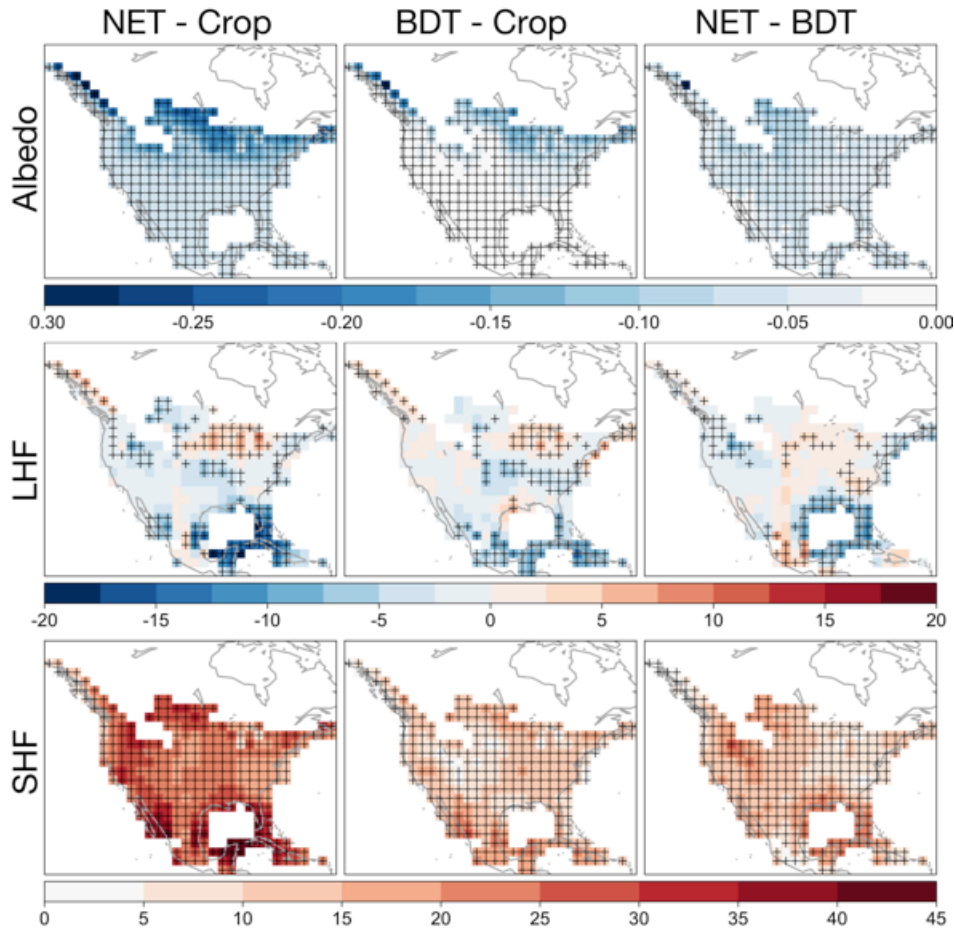 NET - Crop BDT - Crop NET - BDT
Albedo
0.30 -0.25 -0.20 -0.15 -0.10 -0.05 0.00
LHF
-20 -15 -10 -5 0 5 10 15 20
SHF
0 5 10 15 20 25 30 35 40 45